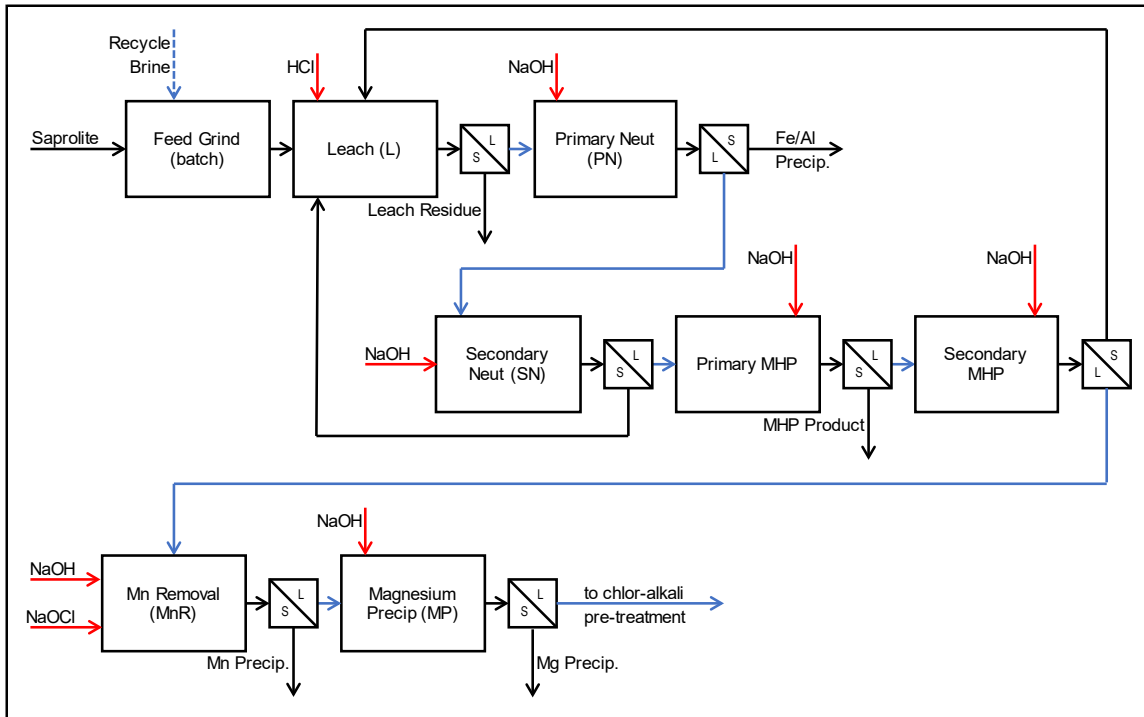 Recycle
Brine
HCl
NaOH
Saprolite
Feed Grind
(batch)
Leach (L)
L
S
Primary Neut
(PN)
S
L
Fe/Al
Precip.
Leach Residue
NaOH
NaOH
NaOH
Secondary
Neut (SN)
L
S
Primary MHP
L
S
Secondary
MHP
S
L
MHP Product
NaOH
NaOH
NaOCl
Mn Removal
(MnR)
L
S
Magnesium
Precip (MP)
L
S
to chlor-alkali
pre-treatment
Mn Precip.
Mg Precip.